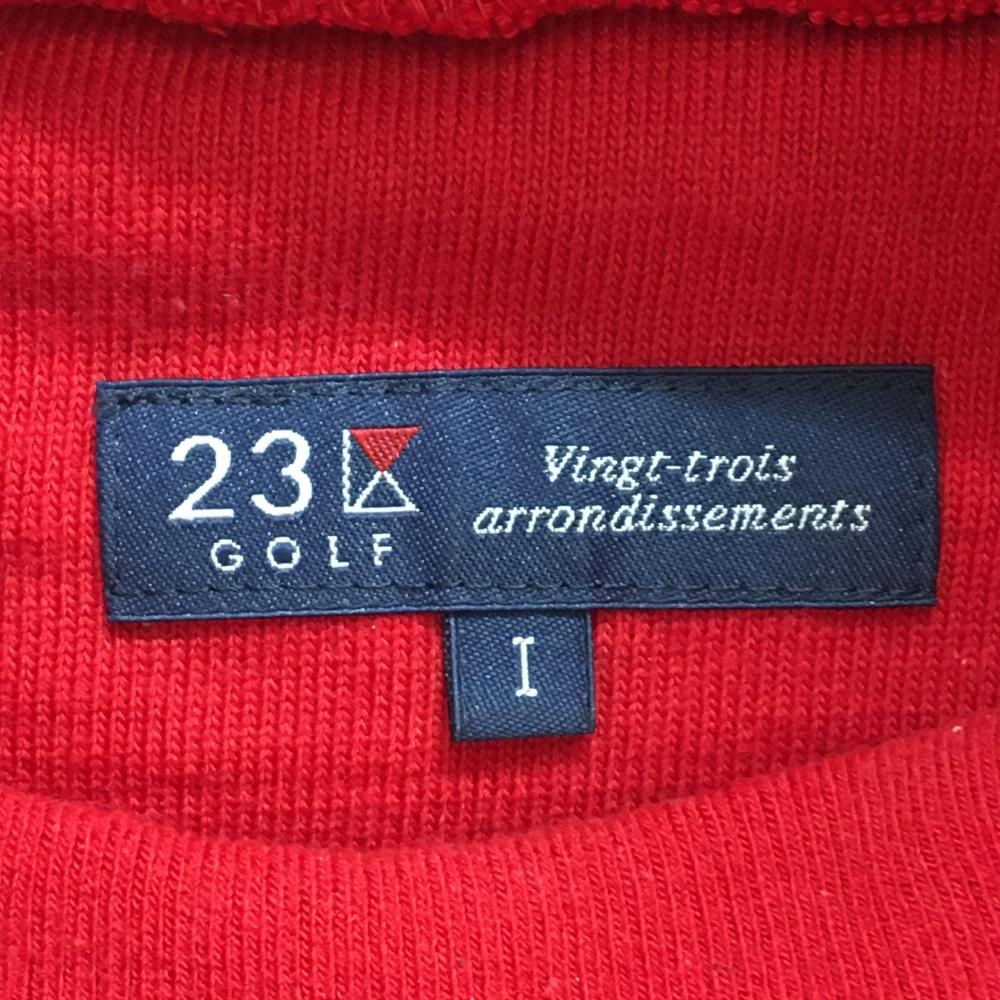 23
GOLF
Vingt-trois
arrondissements
I